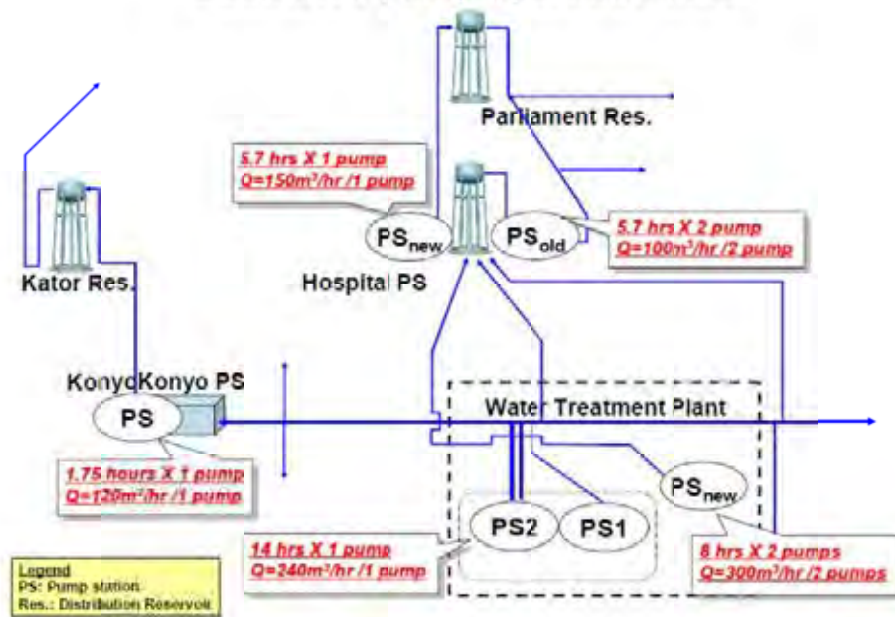 Parliament Res.
5.7 hrs X 1 pump
Q=150m³/hr /1 pump
PSnew
PSold
5.7 hrs X 2 pump
Q=100m³/hr /2 pump
Kator Res.
Hospital PS
KonyoKonyo PS
PS
Water Treatment Plant
1.75 hours X 1 pump
Q=120m³/hr /1 pump
PSnew
PS2
PS1
14 hrs X 1 pump
Q=240m³/hr /1 pump
8 hrs X 2 pumps
Q=300m³/hr /2 pumps
Legend
PS: Pump station
Res.: Distribution Reservoir